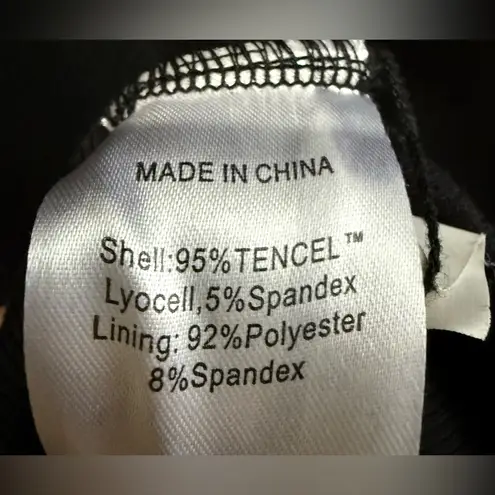 MADE IN CHINA
Shell:95%TENCEL™
Lyocell,5%Spandex
Lining: 92%Polyester
8%Spandex